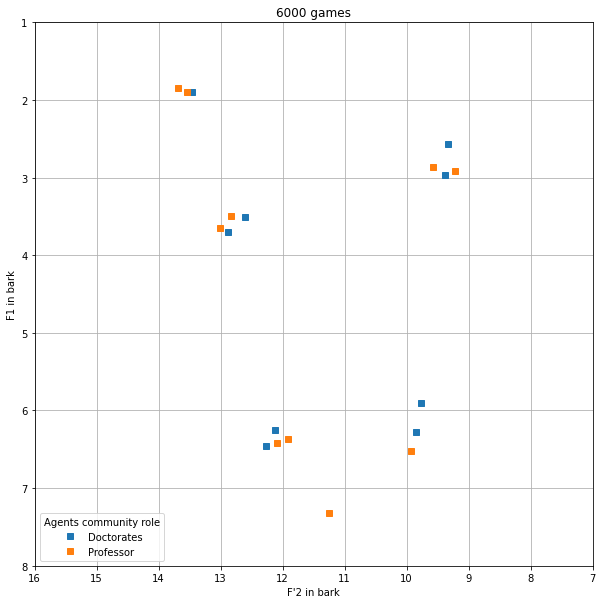 6000 games
1
2
3
4
5
6
7
8
F1 in bark
Agents community role
Doctorates
Professor
16 15 14 13 12 11 10 9 8 7
F'2 in bark